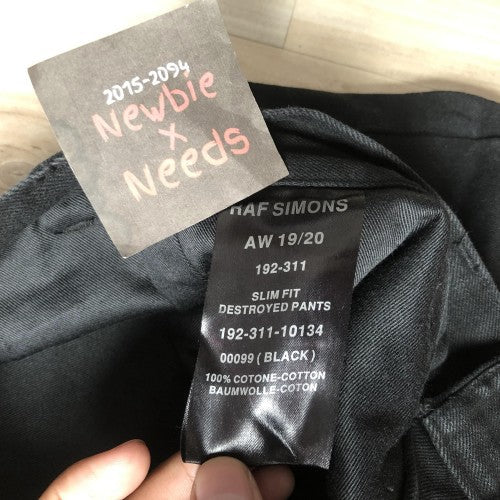 2015-2094
Newbie
x
Needs
RAF SIMONS
AW 19/20
192-311
SLIM FIT
DESTROYED PANTS
192-311-10134
00099 (BLACK)
100% COTONE-COTTON
BAUMWOLLE-COTON